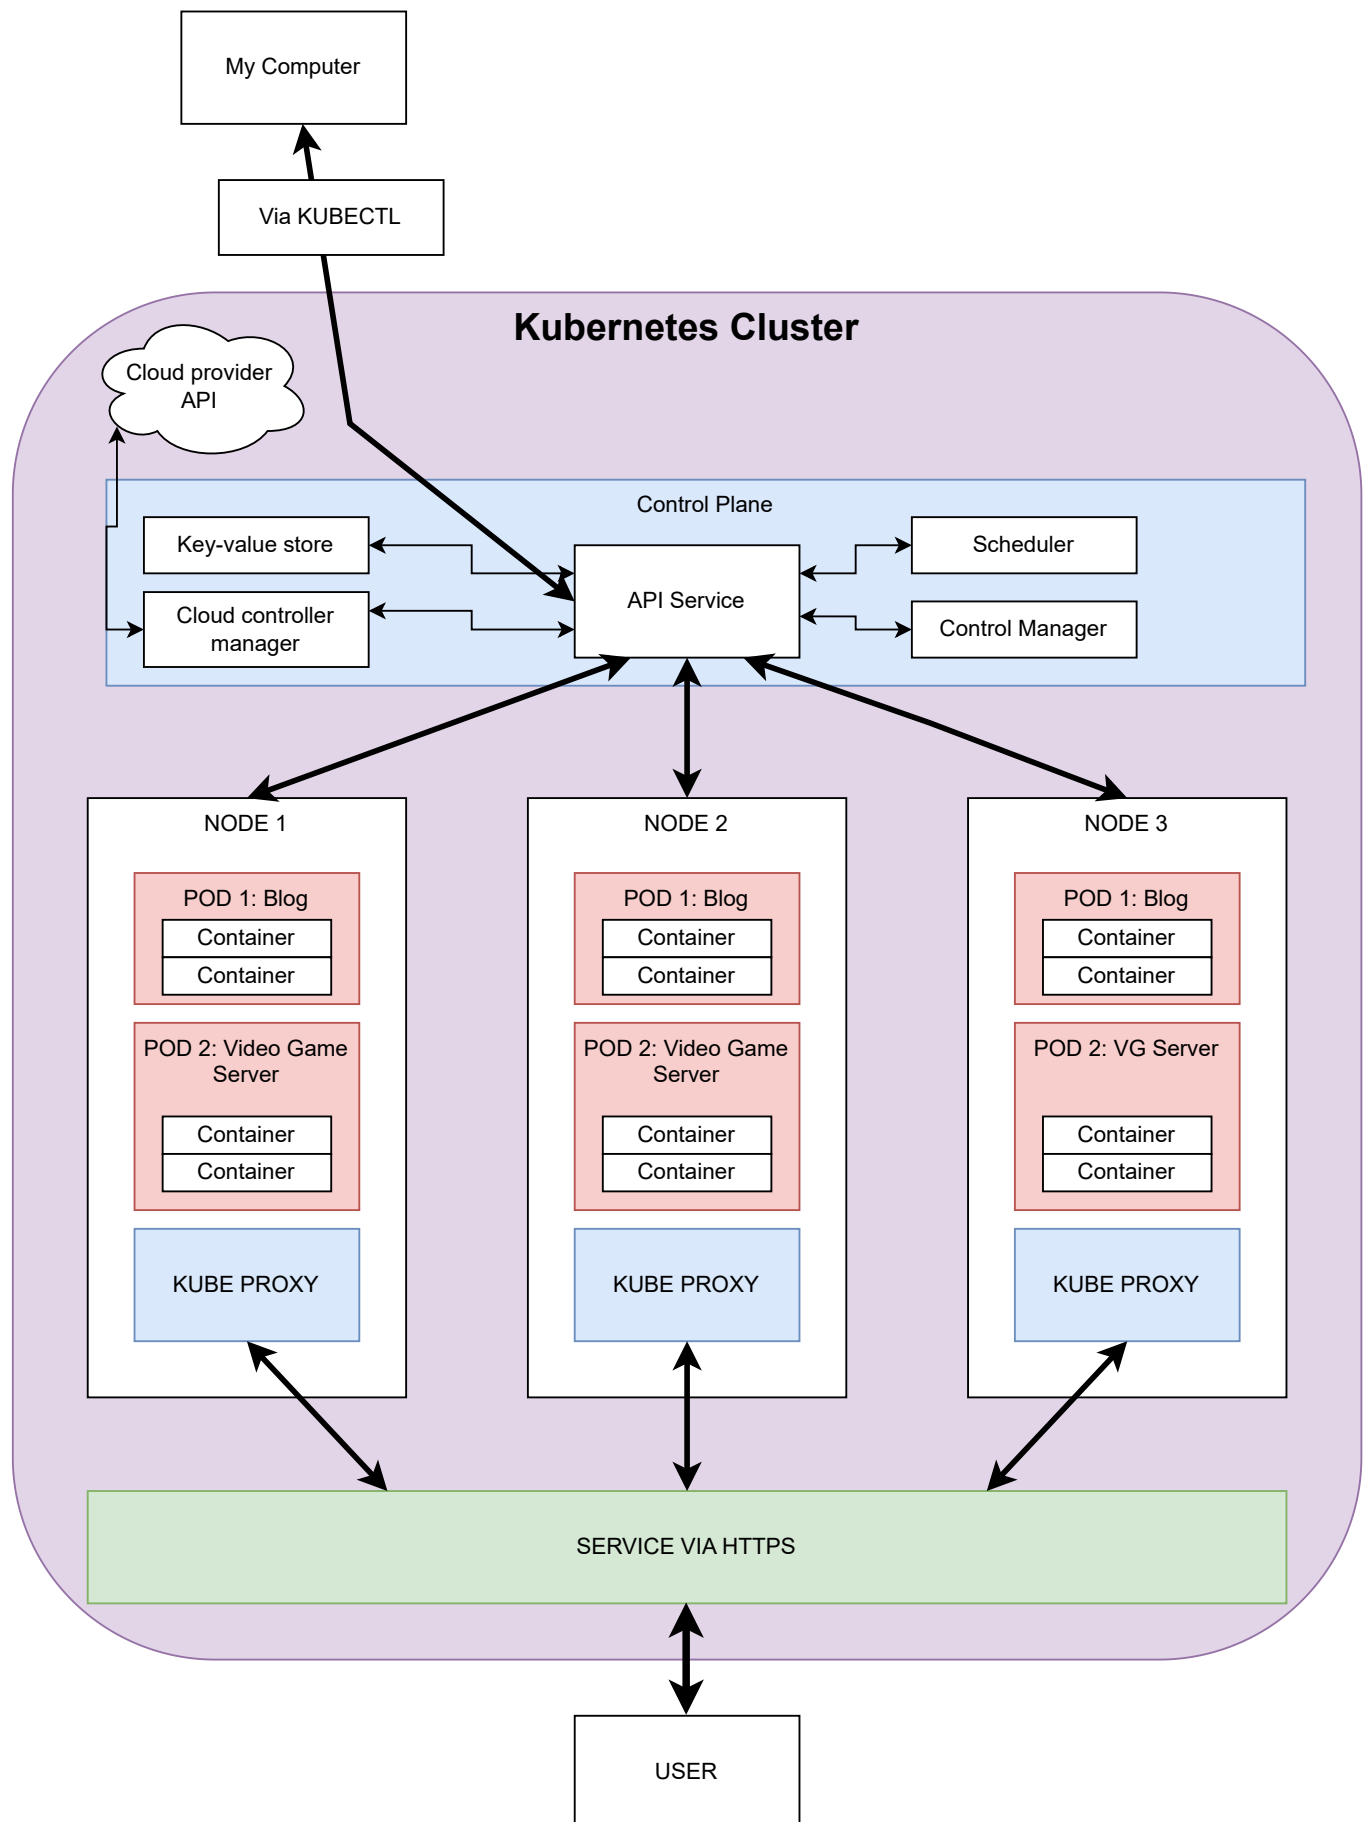 My Computer
Via KUBECTL
Kubernetes Cluster
Cloud provider
API
Control Plane
Key-value store
Cloud controller
manager
API Service
Scheduler
Control Manager
NODE 1
POD 1: Blog
Container
Container
POD 2: Video Game
Server
Container
Container
KUBE PROXY
NODE 2
POD 1: Blog
Container
Container
POD 2: Video Game
Server
Container
Container
KUBE PROXY
NODE 3
POD 1: Blog
Container
Container
POD 2: VG Server
Container
Container
KUBE PROXY
SERVICE VIA HTTPS
USER